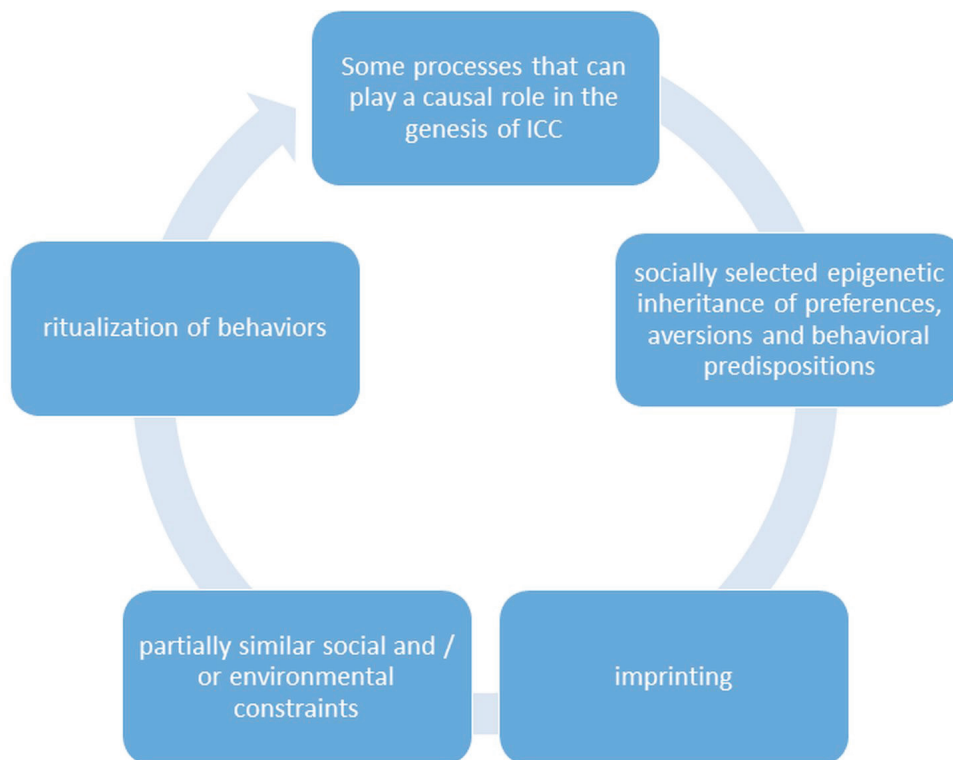 Some processes that can
play a causal role in the
genesis of ICC
socially selected epigenetic
inheritance of preferences,
aversions and behavioral
predispositions
imprinting
partially similar social and /
or environmental
constraints
ritualization of behaviors